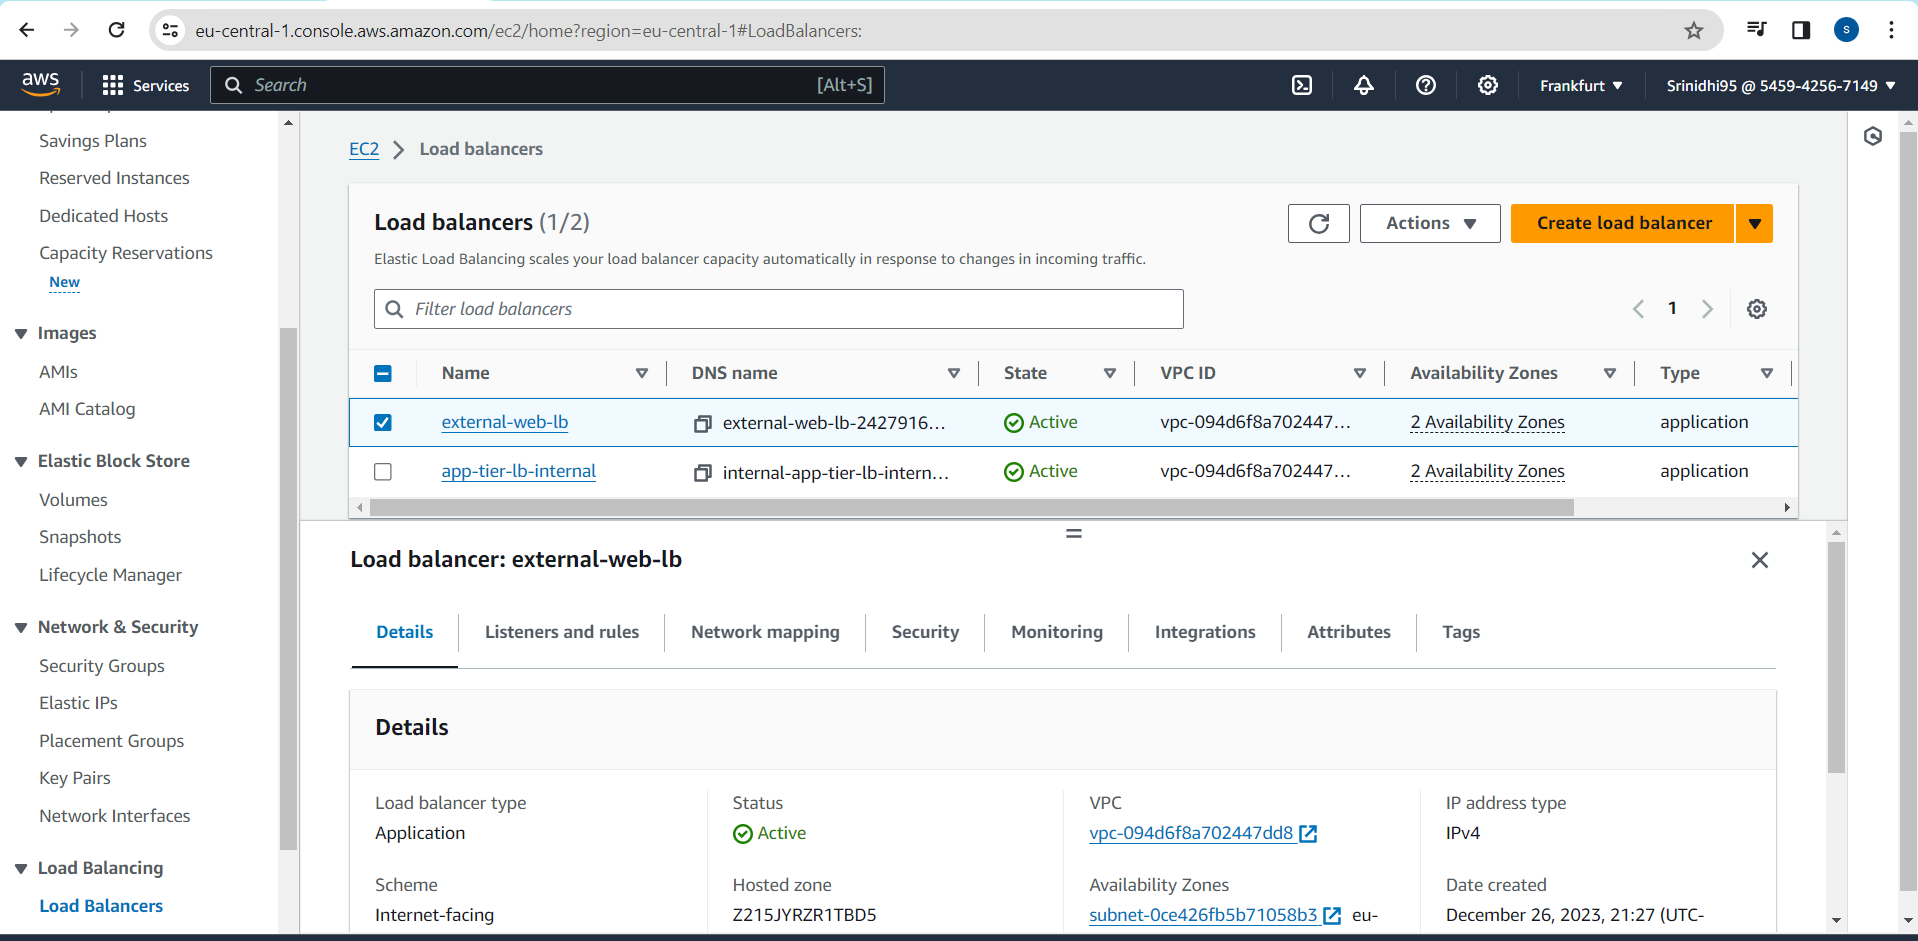 eu-central-1.console.aws.amazon.com/ec2/home?region=eu-central-1#LoadBalancers:
S
aws
Services
Search
[Alt+S]
Frankfurt
Srinidhi95 @ 5459-4256-7149
Savings Plans
Reserved Instances
Dedicated Hosts
Capacity Reservations
New
Images
AMIs
AMI Catalog
Elastic Block Store
Volumes
Snapshots
Lifecycle Manager
Network & Security
Security Groups
Elastic IPs
Placement Groups
Key Pairs
Network Interfaces
Load Balancing
Load Balancers
EC2 Load balancers
Load balancers (1/2)
Actions
Create load balancer
Elastic Load Balancing scales your load balancer capacity automatically in response to changes in incoming traffic.
Filter load balancers
1
Name DNS name State VPC ID Availability Zones Type
external-web-lb external-web-lb-2427916... Active vpc-094d6f8a702447... 2 Availability Zones application
app-tier-lb-internal internal-app-tier-lb-intern... Active vpc-094d6f8a702447... 2 Availability Zones application
Load balancer: external-web-lb
Details Listeners and rules Network mapping Security Monitoring Integrations Attributes Tags
Details
Load balancer type
Application
Status
Active
VPC
vpc-094d6f8a702447dd8
IP address type
IPv4
Scheme
Internet-facing
Hosted zone
Z215JYRZR1TBD5
Availability Zones
subnet-0ce426fb5b71058b3 eu-
Date created
December 26, 2023, 21:27 (UTC-